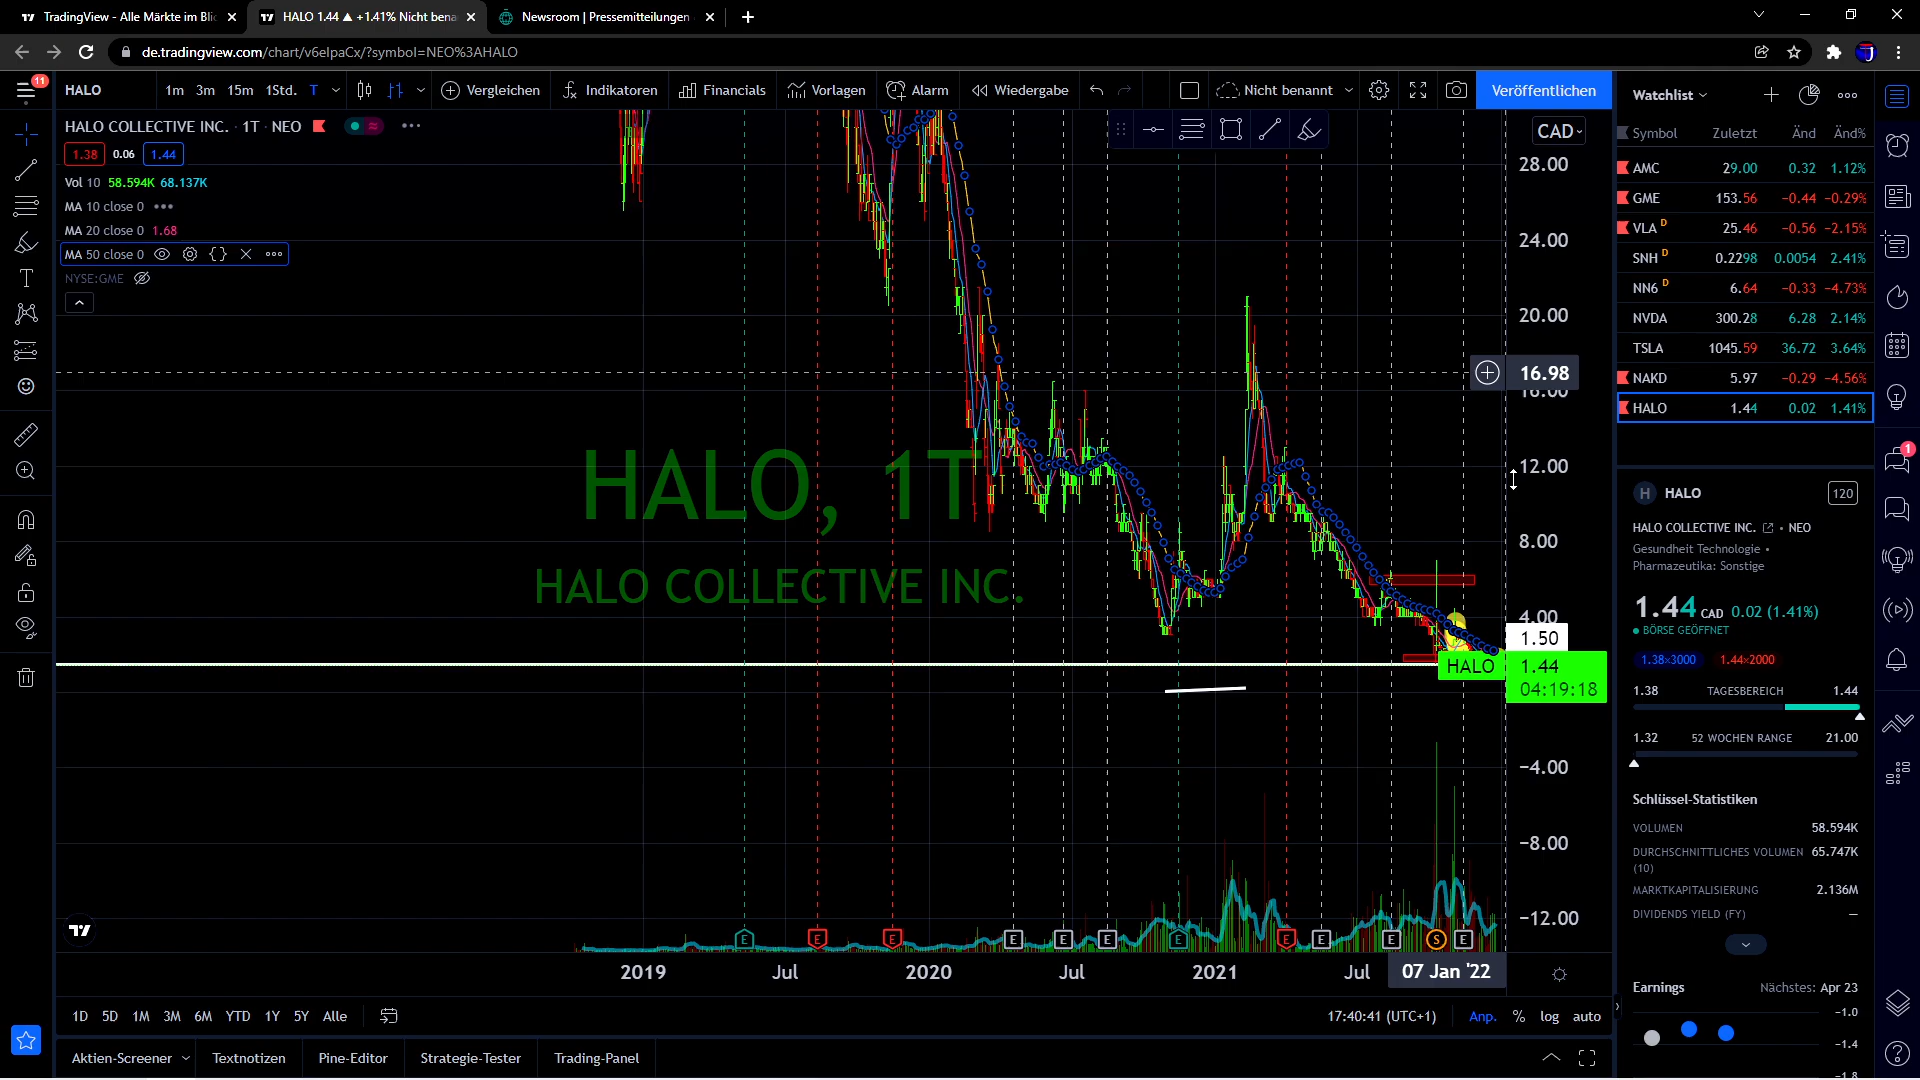 TradingView - Alle Märkte im Bli
HALO 1.44 ▲ +1.41% Nicht bena
Newsroom | Pressemitteilungen
de.tradingview.com/chart/v6elpaCx/?symbol=NEO%3AHALO
11
HALO
1m 3m 15m 1Std. T
Vergleichen
Indikatoren
Financials
Vorlagen
Alarm
Wiedergabe
Nicht benannt
Veröffentlichen
HALO COLLECTIVE INC. · 1T · NEO
1.38 0.06 1.44
Vol 10 58.594K 68.137K
MA 10 close 0
MA 20 close 0 1.68
MA 50 close 0
NYSE:GME
HALO, 1T
HALO COLLECTIVE INC.
CAD
28.00
24.00
20.00
16.98
16.00
12.00
8.00
4.00
1.50
HALO 1.44
04:19:18
−4.00
−8.00
−12.00
E E E E E E E E E E S E
2019 Jul 2020 Jul 2021 Jul 07 Jan '22
1D 5D 1M 3M 6M YTD 1Y 5Y Alle
17:40:41 (UTC+1) Anp. % log auto
Aktien-Screener Textnotizen Pine-Editor Strategie-Tester Trading-Panel
Watchlist
Symbol Zuletzt Änd Änd%
AMC 29.00 0.32 1.12%
GME 153.56 −0.44 −0.29%
VLA D 25.46 −0.56 −2.15%
SNH D 0.2298 0.0054 2.41%
NN6 D 6.64 −0.33 −4.73%
NVDA 300.28 6.28 2.14%
TSLA 1045.59 36.72 3.64%
NAKD 5.97 −0.29 −4.56%
HALO 1.44 0.02 1.41%
H HALO 120
HALO COLLECTIVE INC. • NEO
Gesundheit Technologie •
Pharmazeutika: Sonstige
1.44 CAD 0.02 (1.41%)
BÖRSE GEÖFFNET
1.38×3000 1.44×2000
1.38 TAGESBEREICH 1.44
1.32 52 WOCHEN RANGE 21.00
Schlüssel-Statistiken
VOLUMEN 58.594K
DURCHSCHNITTLICHES VOLUMEN 65.747K
(10)
MARKTKAPITALISIERUNG 2.136M
DIVIDENDS YIELD (FY) —
Earnings Nächstes: Apr 23
−1.0
−1.4
−1.8
1